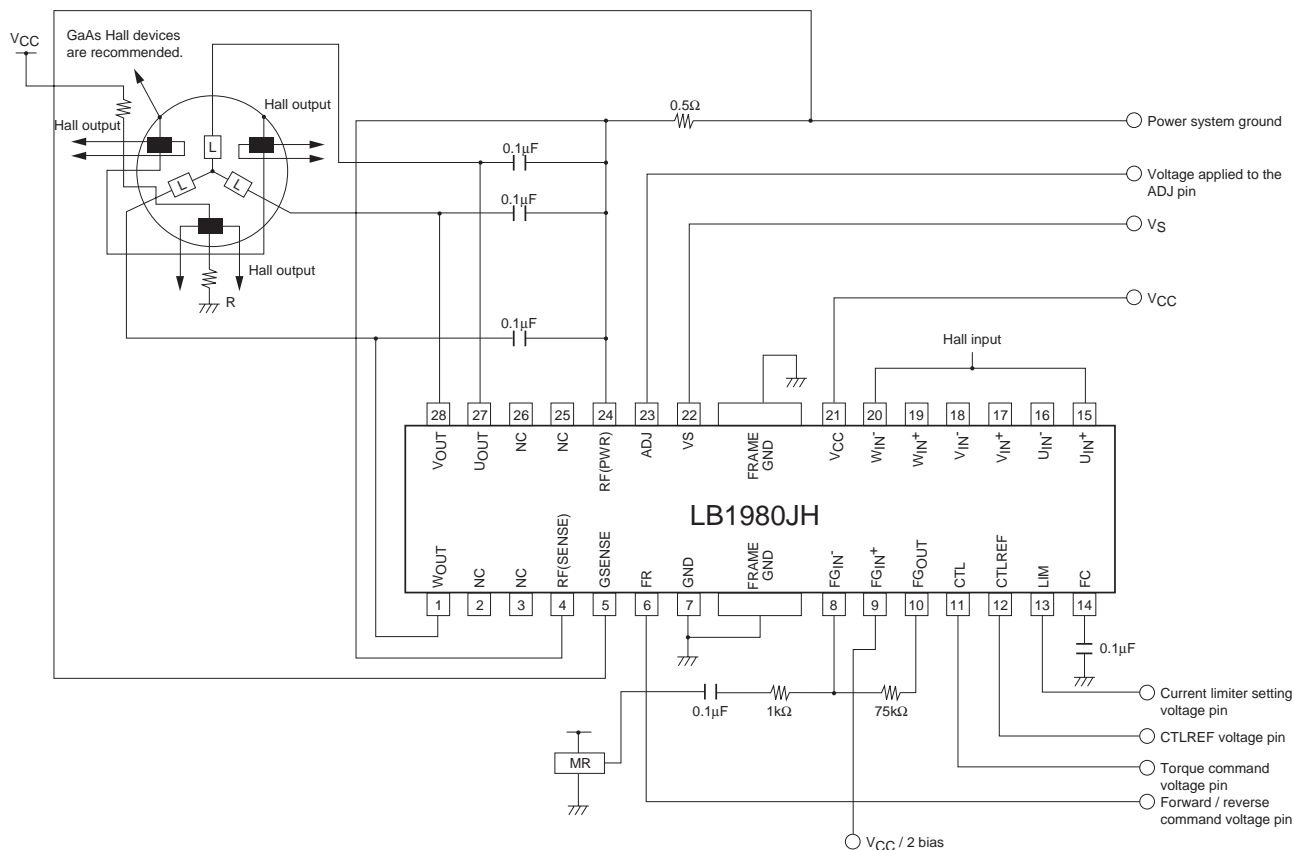 VCC
GaAs Hall devices
are recommended.
Hall output
Hall output
Hall output
L
L
L
R
0.5Ω
0.1µF
0.1µF
0.1µF
Power system ground
Voltage applied to the
ADJ pin
VS
VCC
Hall input
28 27 26 25 24 23 22 21 20 19 18 17 16 15
VOUT UOUT NC NC RF(PWR) ADJ VS FRAME GND VCC WIN- WIN+ VIN- VIN+ UIN- UIN+
LB1980JH
WOUT NC NC RF(SENSE) GSENSE FR GND FRAME GND FGIN- FGIN+ FGOUT CTL CTLREF LIM FC
1 2 3 4 5 6 7 8 9 10 11 12 13 14
0.1µF
0.1µF 1kΩ 75kΩ
MR
Current limiter setting
voltage pin
CTLREF voltage pin
Torque command
voltage pin
Forward / reverse
command voltage pin
VCC / 2 bias